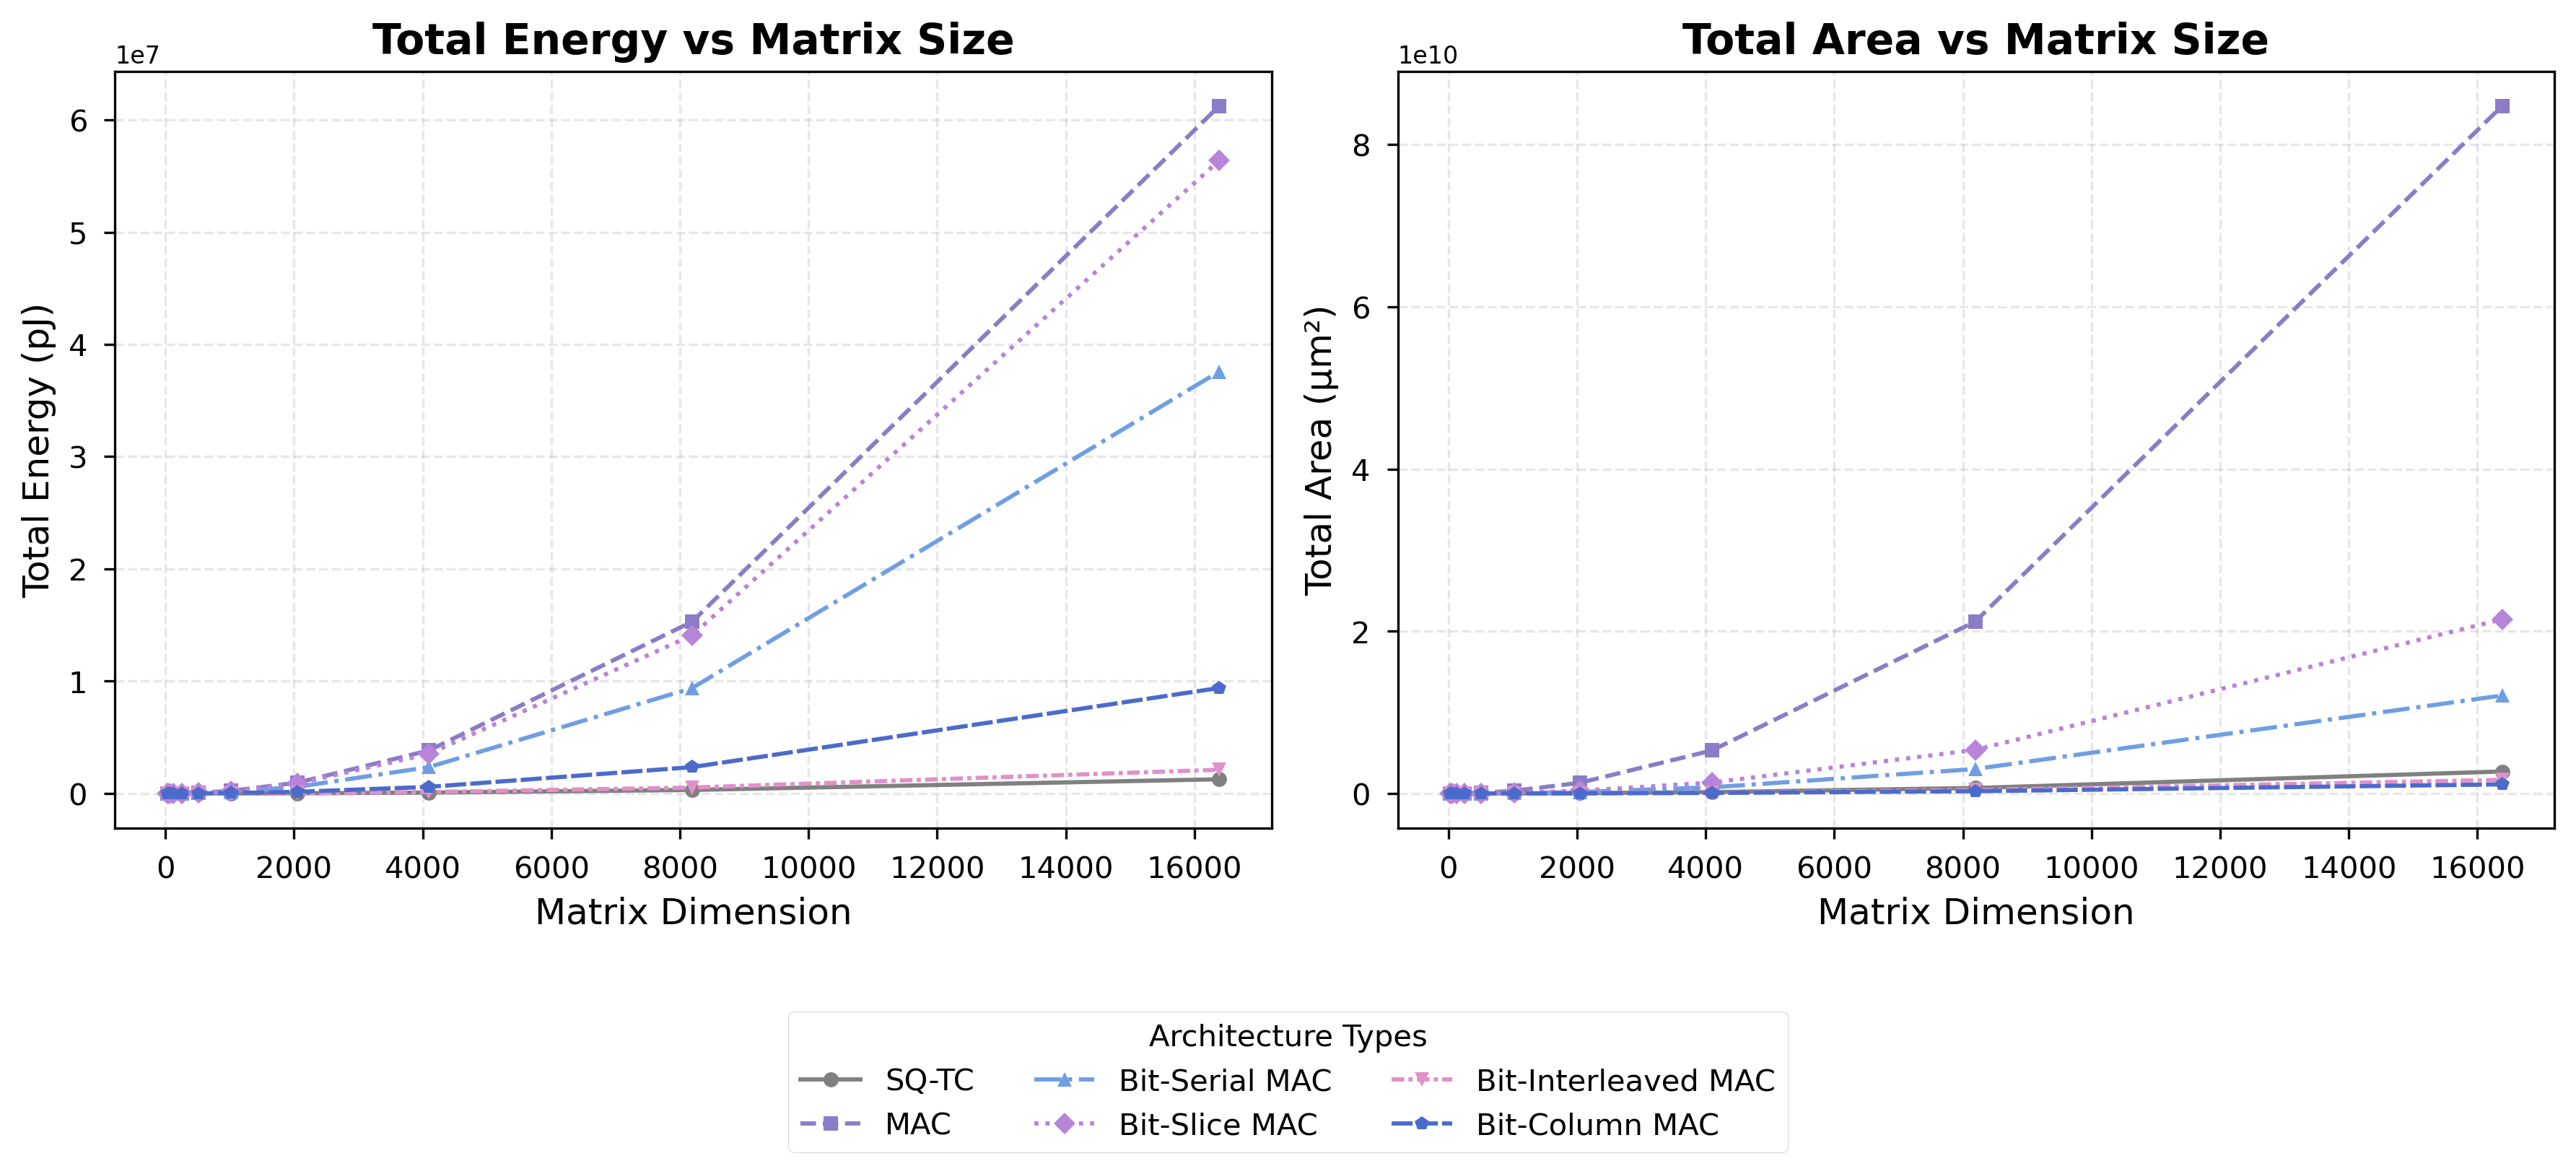 Total Energy vs Matrix Size
1e7
Total Energy (pJ)
6
5
4
3
2
1
0
0 2000 4000 6000 8000 10000 12000 14000 16000
Matrix Dimension
Total Area vs Matrix Size
1e10
Total Area (μm²)
8
6
4
2
0
0 2000 4000 6000 8000 10000 12000 14000 16000
Matrix Dimension
Architecture Types
SQ-TC Bit-Serial MAC Bit-Interleaved MAC
MAC Bit-Slice MAC Bit-Column MAC